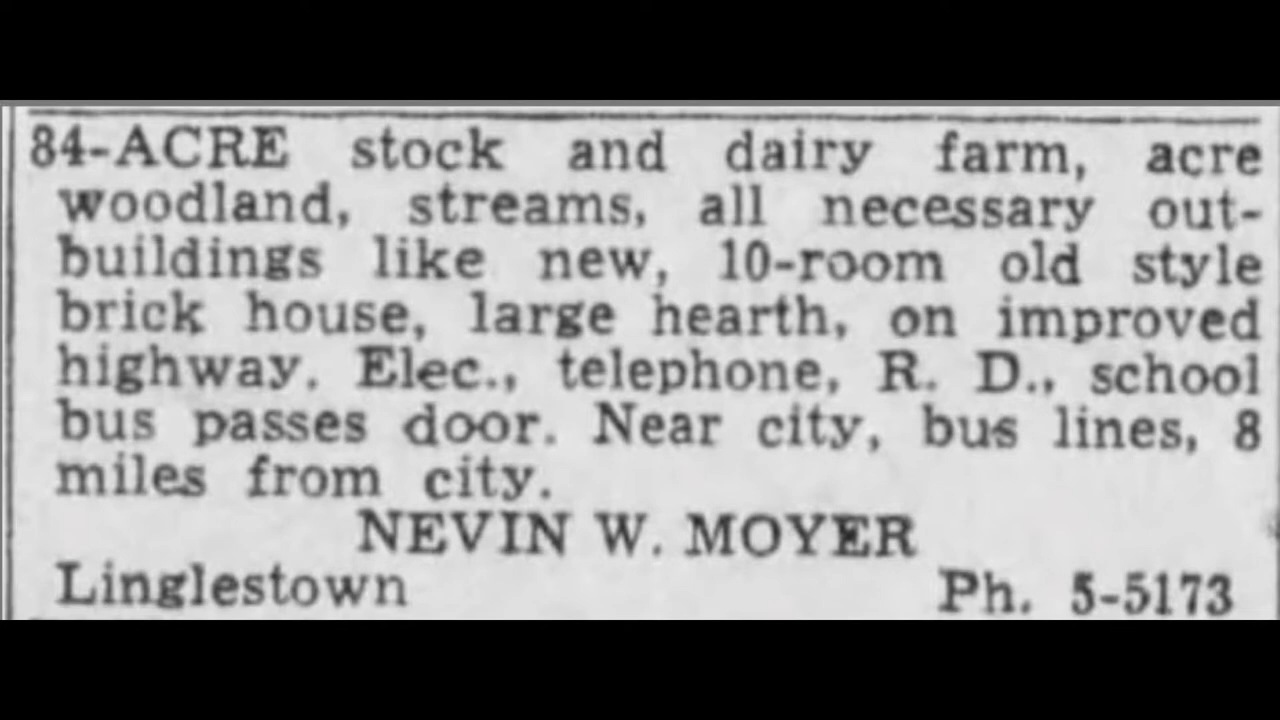 84-ACRE stock and dairy farm, acre
woodland, streams, all necessary out-
buildings like new, 10-room old style
brick house, large hearth, on improved
highway. Elec., telephone, R. D., school
bus passes door. Near city, bus lines, 8
miles from city.
NEVIN W. MOYER
Linglestown Ph. 5-5173